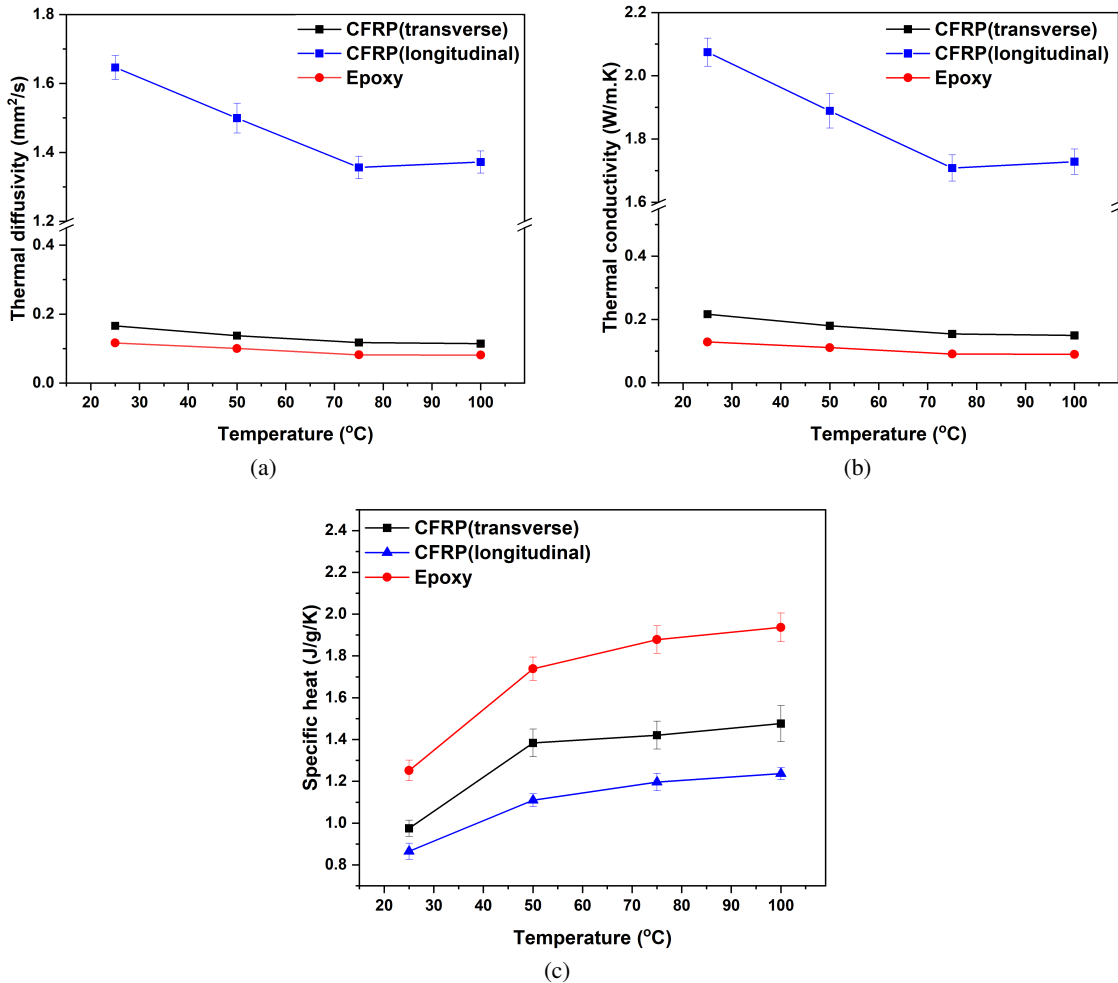 CFRP(transverse)
CFRP(longitudinal)
Epoxy
Thermal diffusivity (mm²/s)
1.8
1.6
1.4
1.2
0.4
0.2
0.0
20 30 40 50 60 70 80 90 100
Temperature (°C)
(a)
CFRP(transverse)
CFRP(longitudinal)
Epoxy
Thermal conductivity (W/m.K)
2.2
2.0
1.8
1.6
0.4
0.2
0.0
20 30 40 50 60 70 80 90 100
Temperature (°C)
(b)
CFRP(transverse)
CFRP(longitudinal)
Epoxy
Specific heat (J/g/K)
2.4
2.2
2.0
1.8
1.6
1.4
1.2
1.0
0.8
20 30 40 50 60 70 80 90 100
Temperature (°C)
(c)